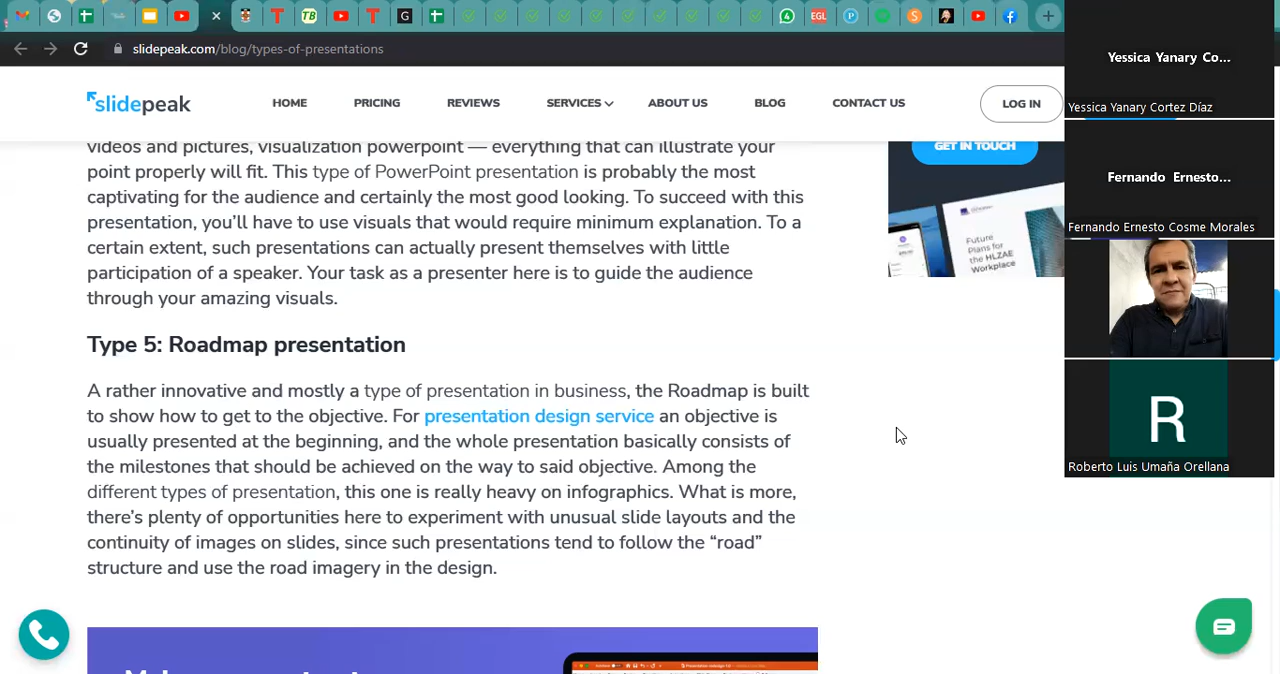 TB
G
4
EGL
P
S
slidepeak.com/blog/types-of-presentations
slidepeak
HOME
PRICING
REVIEWS
SERVICES
ABOUT US
BLOG
CONTACT US
LOG IN
videos and pictures, visualization powerpoint — everything that can illustrate your
point properly will fit. This type of PowerPoint presentation is probably the most
captivating for the audience and certainly the most good looking. To succeed with this
presentation, you'll have to use visuals that would require minimum explanation. To a
certain extent, such presentations can actually present themselves with little
participation of a speaker. Your task as a presenter here is to guide the audience
through your amazing visuals.
GET IN TOUCH
Future
Plans for
the HLZAE
Workplace
Type 5: Roadmap presentation
A rather innovative and mostly a type of presentation in business, the Roadmap is built
to show how to get to the objective. For presentation design service an objective is
usually presented at the beginning, and the whole presentation basically consists of
the milestones that should be achieved on the way to said objective. Among the
different types of presentation, this one is really heavy on infographics. What is more,
there's plenty of opportunities here to experiment with unusual slide layouts and the
continuity of images on slides, since such presentations tend to follow the “road”
structure and use the road imagery in the design.
Yessica Yanary Co...
Yessica Yanary Cortez Díaz
Fernando Ernesto...
Fernando Ernesto Cosme Morales
R
Roberto Luis Umaña Orellana